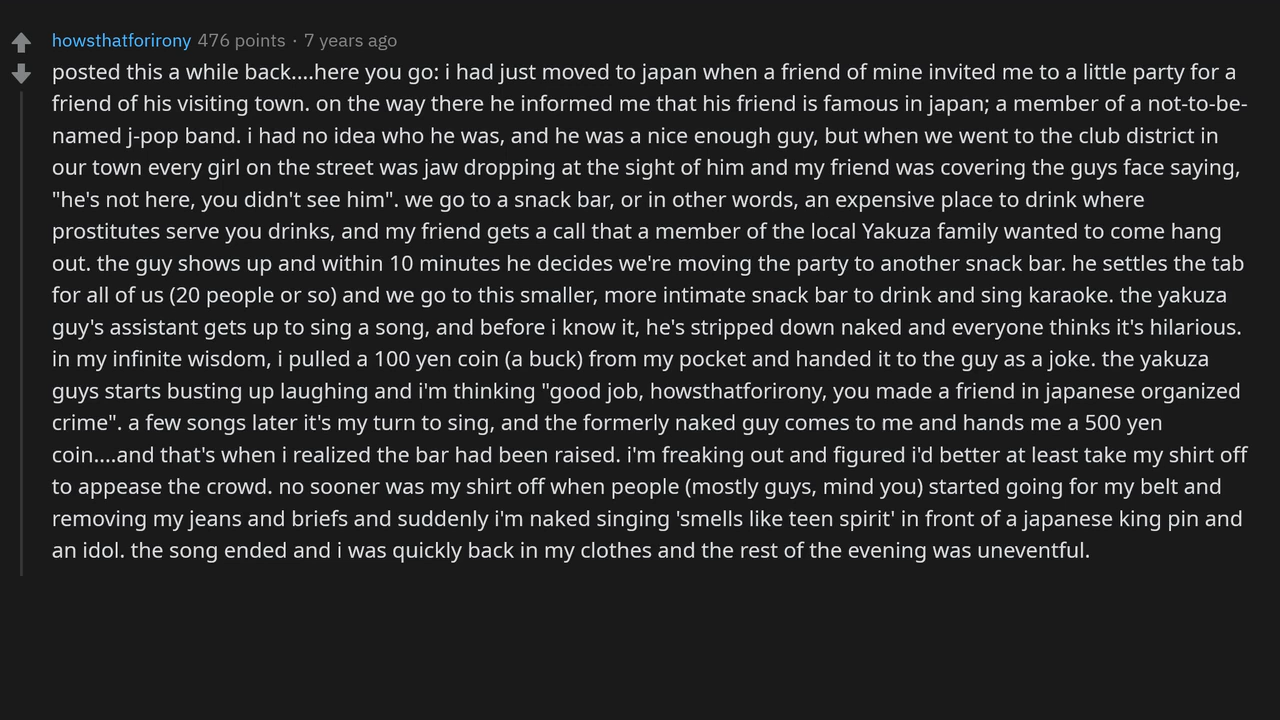 howsthatforirony 476 points · 7 years ago
posted this a while back....here you go: i had just moved to japan when a friend of mine invited me to a little party for a
friend of his visiting town. on the way there he informed me that his friend is famous in japan; a member of a not-to-be-
named j-pop band. i had no idea who he was, and he was a nice enough guy, but when we went to the club district in
our town every girl on the street was jaw dropping at the sight of him and my friend was covering the guys face saying,
"he's not here, you didn't see him". we go to a snack bar, or in other words, an expensive place to drink where
prostitutes serve you drinks, and my friend gets a call that a member of the local Yakuza family wanted to come hang
out. the guy shows up and within 10 minutes he decides we're moving the party to another snack bar. he settles the tab
for all of us (20 people or so) and we go to this smaller, more intimate snack bar to drink and sing karaoke. the yakuza
guy's assistant gets up to sing a song, and before i know it, he's stripped down naked and everyone thinks it's hilarious.
in my infinite wisdom, i pulled a 100 yen coin (a buck) from my pocket and handed it to the guy as a joke. the yakuza
guys starts busting up laughing and i'm thinking "good job, howsthatforirony, you made a friend in japanese organized
crime". a few songs later it's my turn to sing, and the formerly naked guy comes to me and hands me a 500 yen
coin....and that's when i realized the bar had been raised. i'm freaking out and figured i'd better at least take my shirt off
to appease the crowd. no sooner was my shirt off when people (mostly guys, mind you) started going for my belt and
removing my jeans and briefs and suddenly i'm naked singing 'smells like teen spirit' in front of a japanese king pin and
an idol. the song ended and i was quickly back in my clothes and the rest of the evening was uneventful.